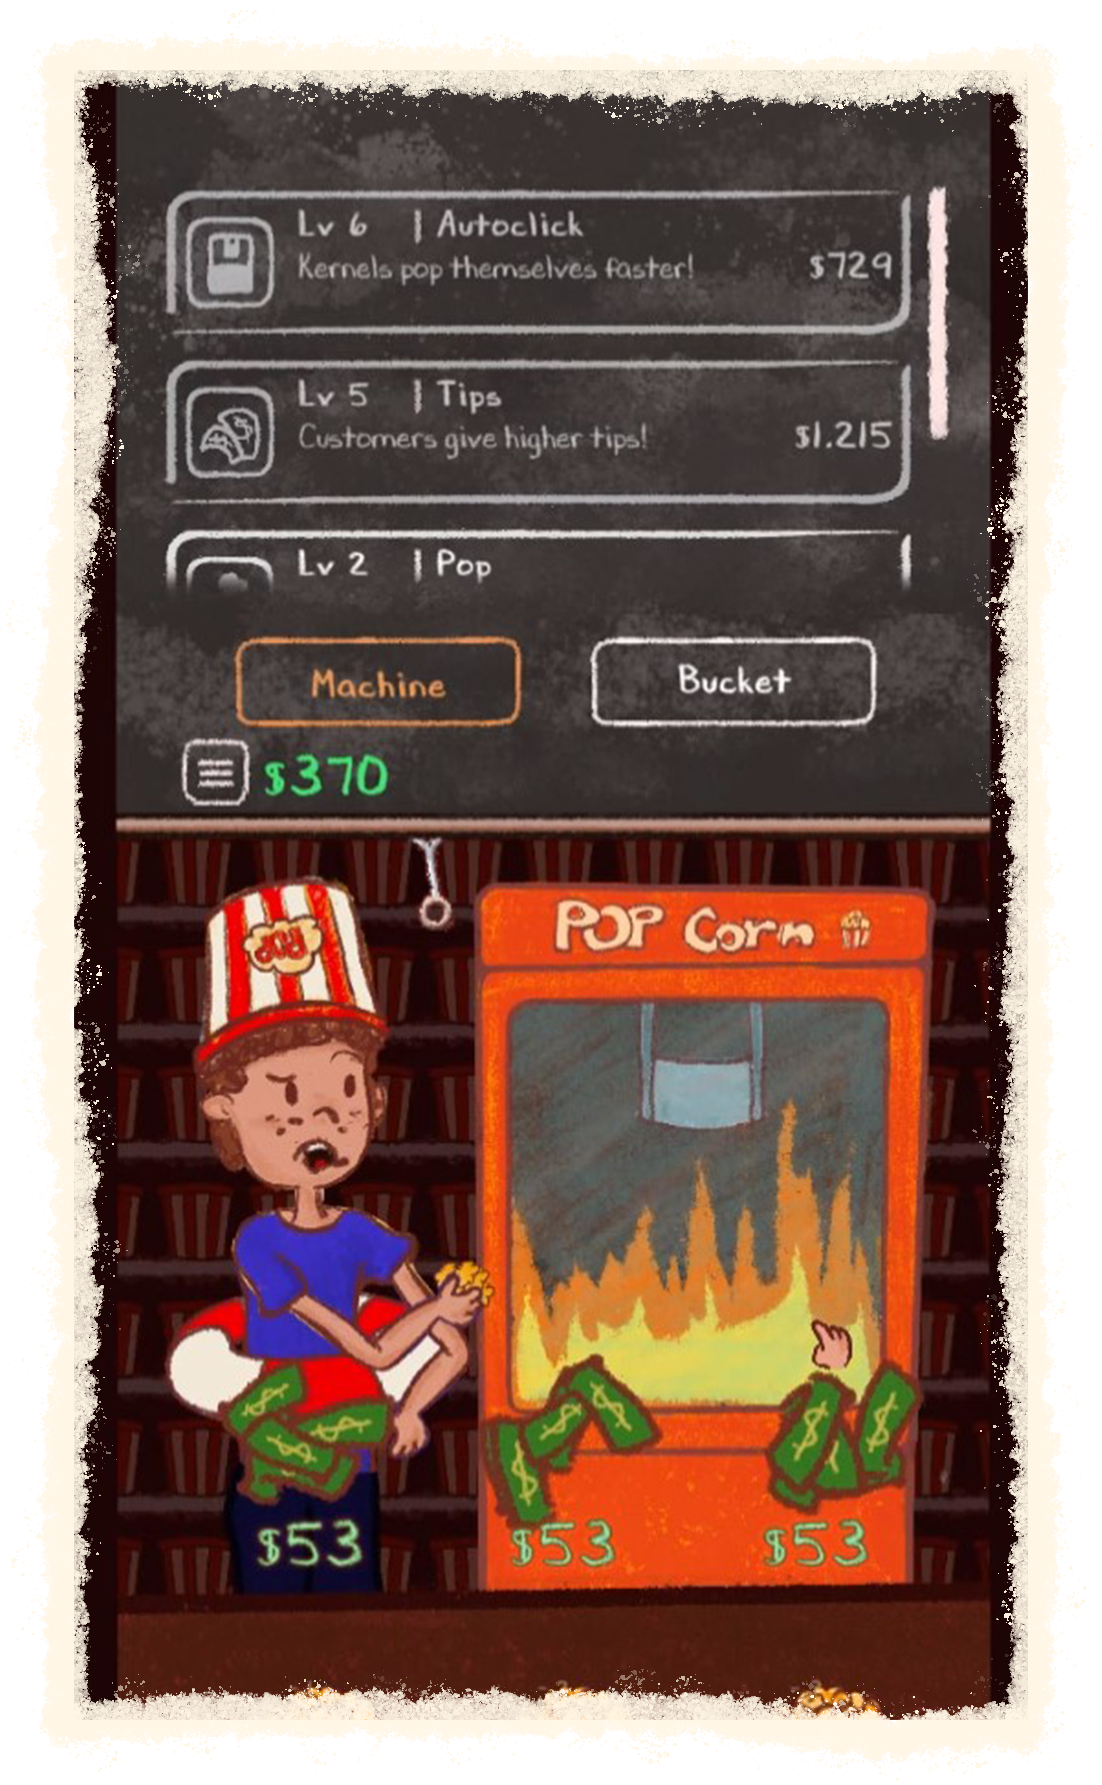 Lv 6 | Autoclick
Kernels pop themselves faster! $729
Lv 5 | Tips
Customers give higher tips! $1.215
Lv 2 | Pop
Machine Bucket
$370
POP Corn
POP
$53 $53 $53